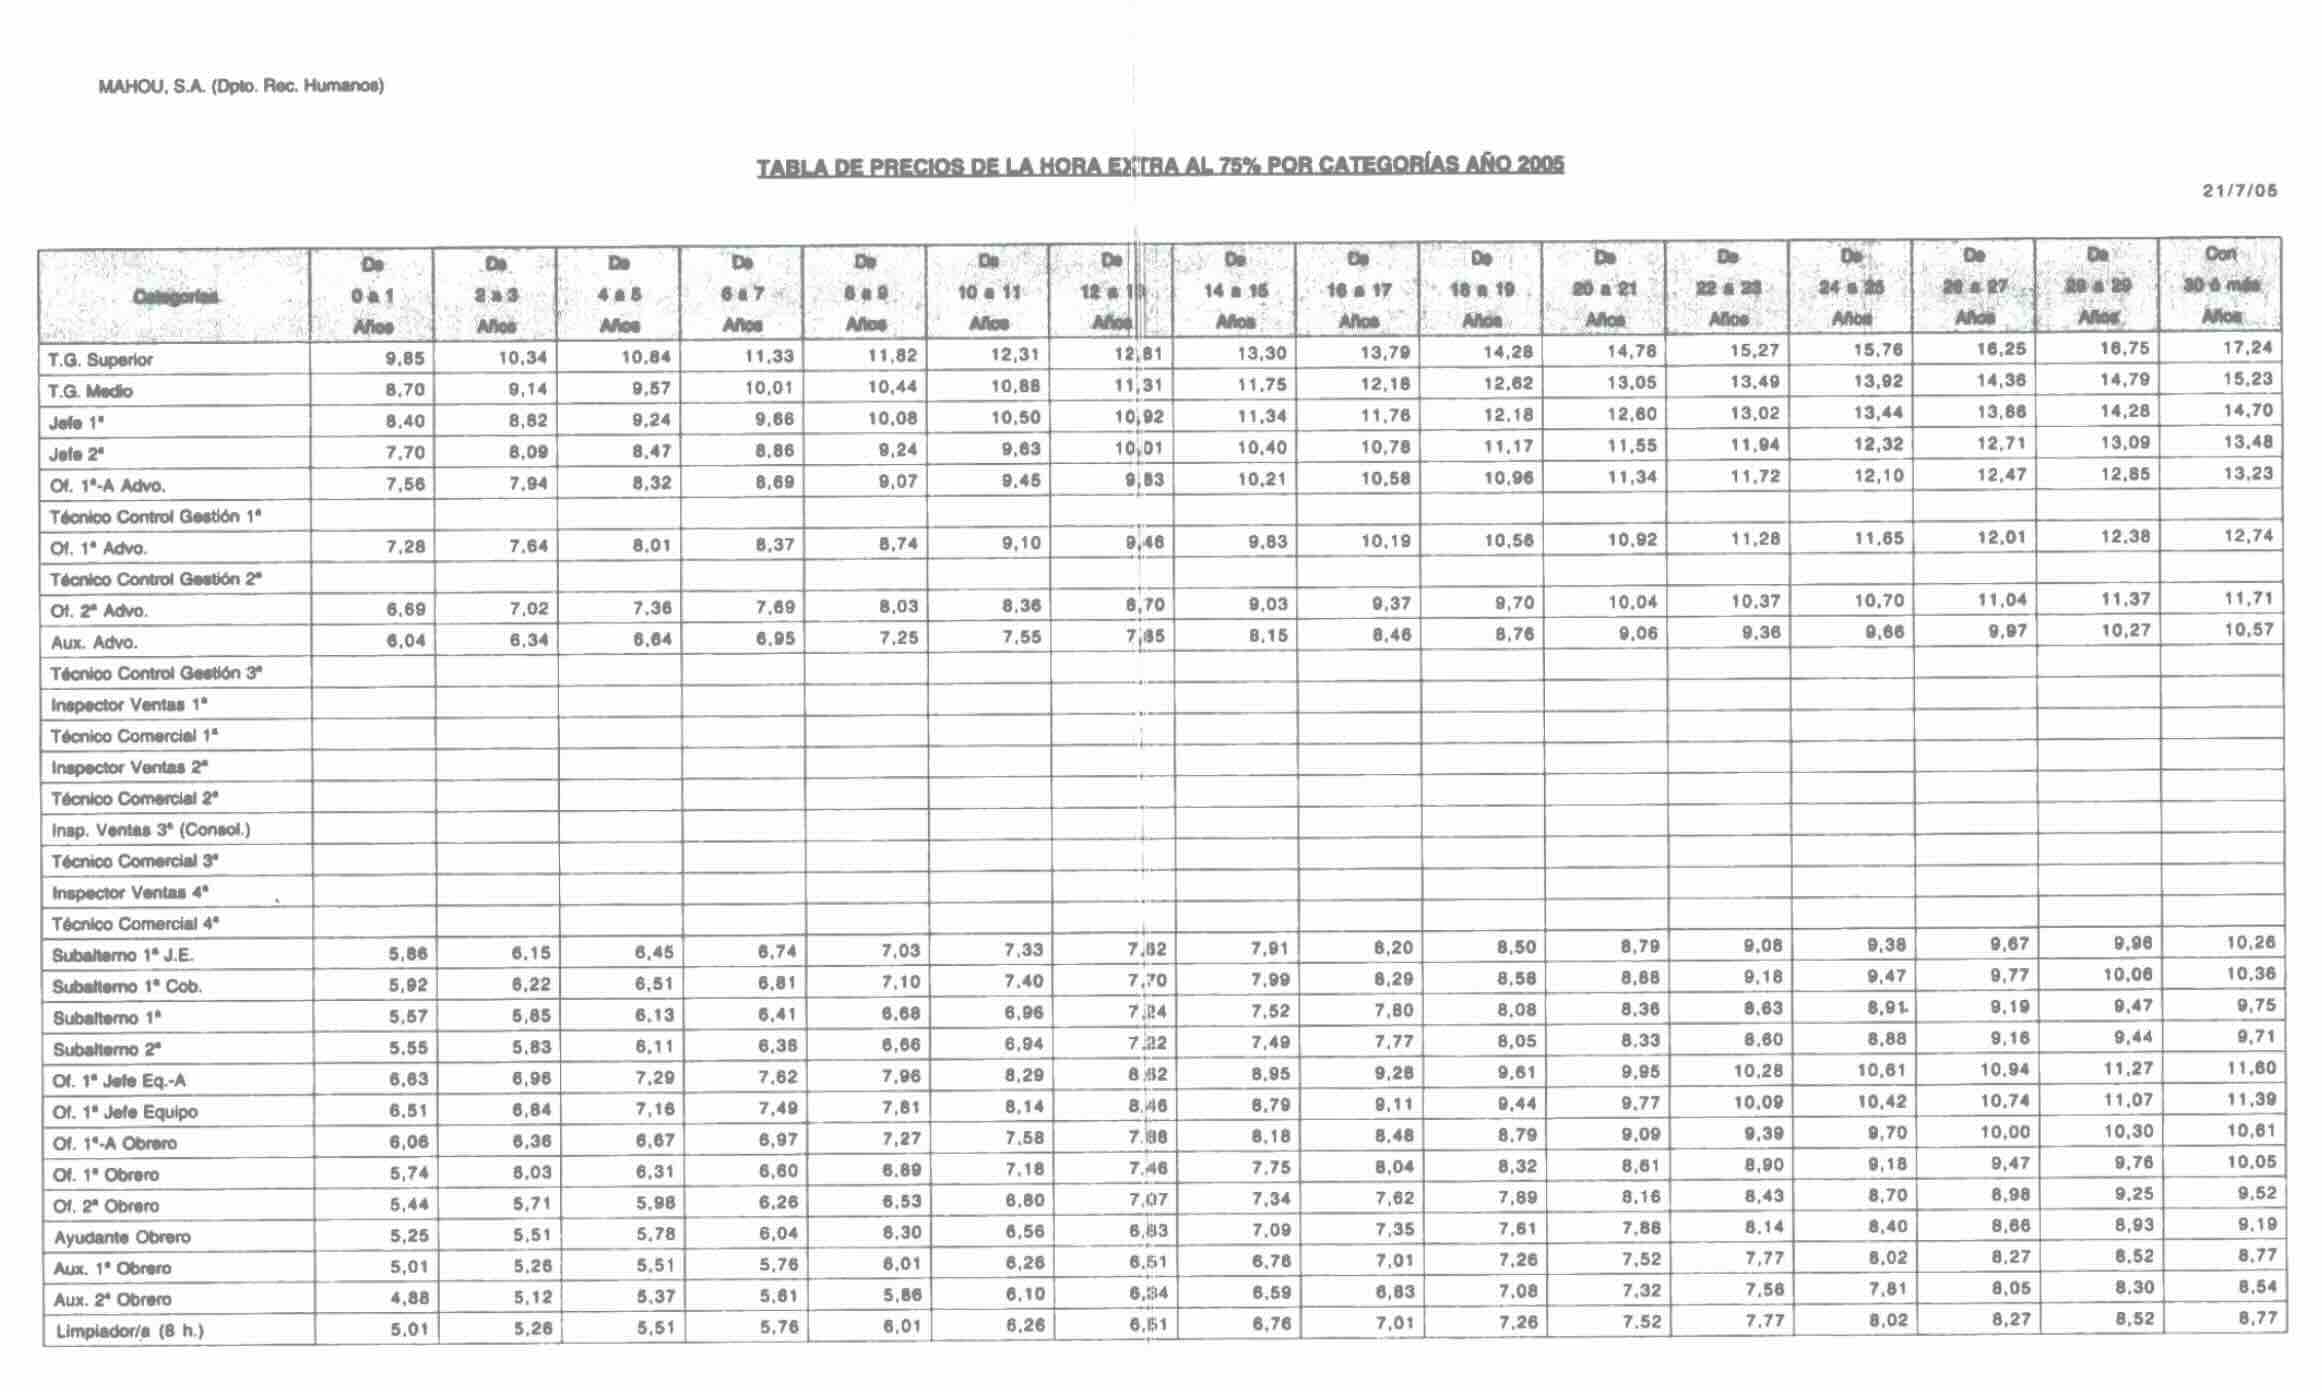 MAHOU, S.A. (Dpto. Rec. Humanos)
TABLA DE PRECIOS DE LA HORA EXTRA AL 75% POR CATEGORÍAS AÑO 2005
21/7/05
Categorías De 0 a 1 Años De 2 a 3 Años De 4 a 5 Años De 6 a 7 Años De 8 a 9 Años De 10 a 11 Años De 12 a 13 Años De 14 a 15 Años De 16 a 17 Años De 18 a 19 Años De 20 a 21 Años De 22 a 23 Años De 24 a 25 Años De 26 a 27 Años De 28 a 29 Años Con 30 ó más Años
T.G. Superior 9,85 10,34 10,84 11,33 11,82 12,31 12,81 13,30 13,79 14,28 14,78 15,27 15,76 16,25 16,75 17,24
T.G. Medio 8,70 9,14 9,57 10,01 10,44 10,88 11,31 11,75 12,18 12,62 13,05 13,49 13,92 14,36 14,79 15,23
Jefe 1ª 8,40 8,82 9,24 9,66 10,08 10,50 10,92 11,34 11,76 12,18 12,60 13,02 13,44 13,86 14,28 14,70
Jefe 2ª 7,70 8,09 8,47 8,86 9,24 9,63 10,01 10,40 10,78 11,17 11,55 11,94 12,32 12,71 13,09 13,48
Of. 1ª-A Advo. 7,56 7,94 8,32 8,69 9,07 9,45 9,83 10,21 10,58 10,96 11,34 11,72 12,10 12,47 12,85 13,23
Técnico Control Gestión 1ª
Of. 1ª Advo. 7,28 7,64 8,01 8,37 8,74 9,10 9,46 9,83 10,19 10,56 10,92 11,28 11,65 12,01 12,38 12,74
Técnico Control Gestión 2ª
Of. 2ª Advo. 6,69 7,02 7,36 7,69 8,03 8,36 8,70 9,03 9,37 9,70 10,04 10,37 10,70 11,04 11,37 11,71
Aux. Advo. 6,04 6,34 6,64 6,95 7,25 7,55 7,85 8,15 8,46 8,76 9,06 9,36 9,66 9,97 10,27 10,57
Técnico Control Gestión 3ª
Inspector Ventas 1ª
Técnico Comercial 1ª
Inspector Ventas 2ª
Técnico Comercial 2ª
Insp. Ventas 3ª (Consol.)
Técnico Comercial 3ª
Inspector Ventas 4ª
Técnico Comercial 4ª
Subalterno 1ª J.E. 5,86 6,15 6,45 6,74 7,03 7,33 7,62 7,91 8,20 8,50 8,79 9,08 9,38 9,67 9,96 10,26
Subalterno 1ª Cob. 5,92 6,22 6,51 6,81 7,10 7,40 7,70 7,99 8,29 8,58 8,88 9,18 9,47 9,77 10,06 10,36
Subalterno 1ª 5,57 5,85 6,13 6,41 6,68 6,96 7,24 7,52 7,80 8,08 8,36 8,63 8,91 9,19 9,47 9,75
Subalterno 2ª 5,55 5,83 6,11 6,38 6,66 6,94 7,22 7,49 7,77 8,05 8,33 8,60 8,88 9,16 9,44 9,71
Of. 1ª Jefe Eq.-A 6,63 6,96 7,29 7,62 7,96 8,29 8,62 8,95 9,28 9,61 9,95 10,28 10,61 10,94 11,27 11,60
Of. 1ª Jefe Equipo 6,51 6,84 7,16 7,49 7,81 8,14 8,46 8,79 9,11 9,44 9,77 10,09 10,42 10,74 11,07 11,39
Of. 1ª-A Obrero 6,06 6,36 6,67 6,97 7,27 7,58 7,88 8,18 8,48 8,79 9,09 9,39 9,70 10,00 10,30 10,61
Of. 1ª Obrero 5,74 6,03 6,31 6,60 6,89 7,18 7,46 7,75 8,04 8,32 8,61 8,90 9,18 9,47 9,76 10,05
Of. 2ª Obrero 5,44 5,71 5,98 6,26 6,53 6,80 7,07 7,34 7,62 7,89 8,16 8,43 8,70 8,98 9,25 9,52
Ayudante Obrero 5,25 5,51 5,78 6,04 6,30 6,56 6,83 7,09 7,35 7,61 7,88 8,14 8,40 8,66 8,93 9,19
Aux. 1ª Obrero 5,01 5,26 5,51 5,76 6,01 6,26 6,51 6,76 7,01 7,26 7,52 7,77 8,02 8,27 8,52 8,77
Aux. 2ª Obrero 4,88 5,12 5,37 5,61 5,86 6,10 6,34 6,59 6,83 7,08 7,32 7,56 7,81 8,05 8,30 8,54
Limpiador/a (8 h.) 5,01 5,26 5,51 5,76 6,01 6,26 6,51 6,76 7,01 7,26 7,52 7,77 8,02 8,27 8,52 8,77